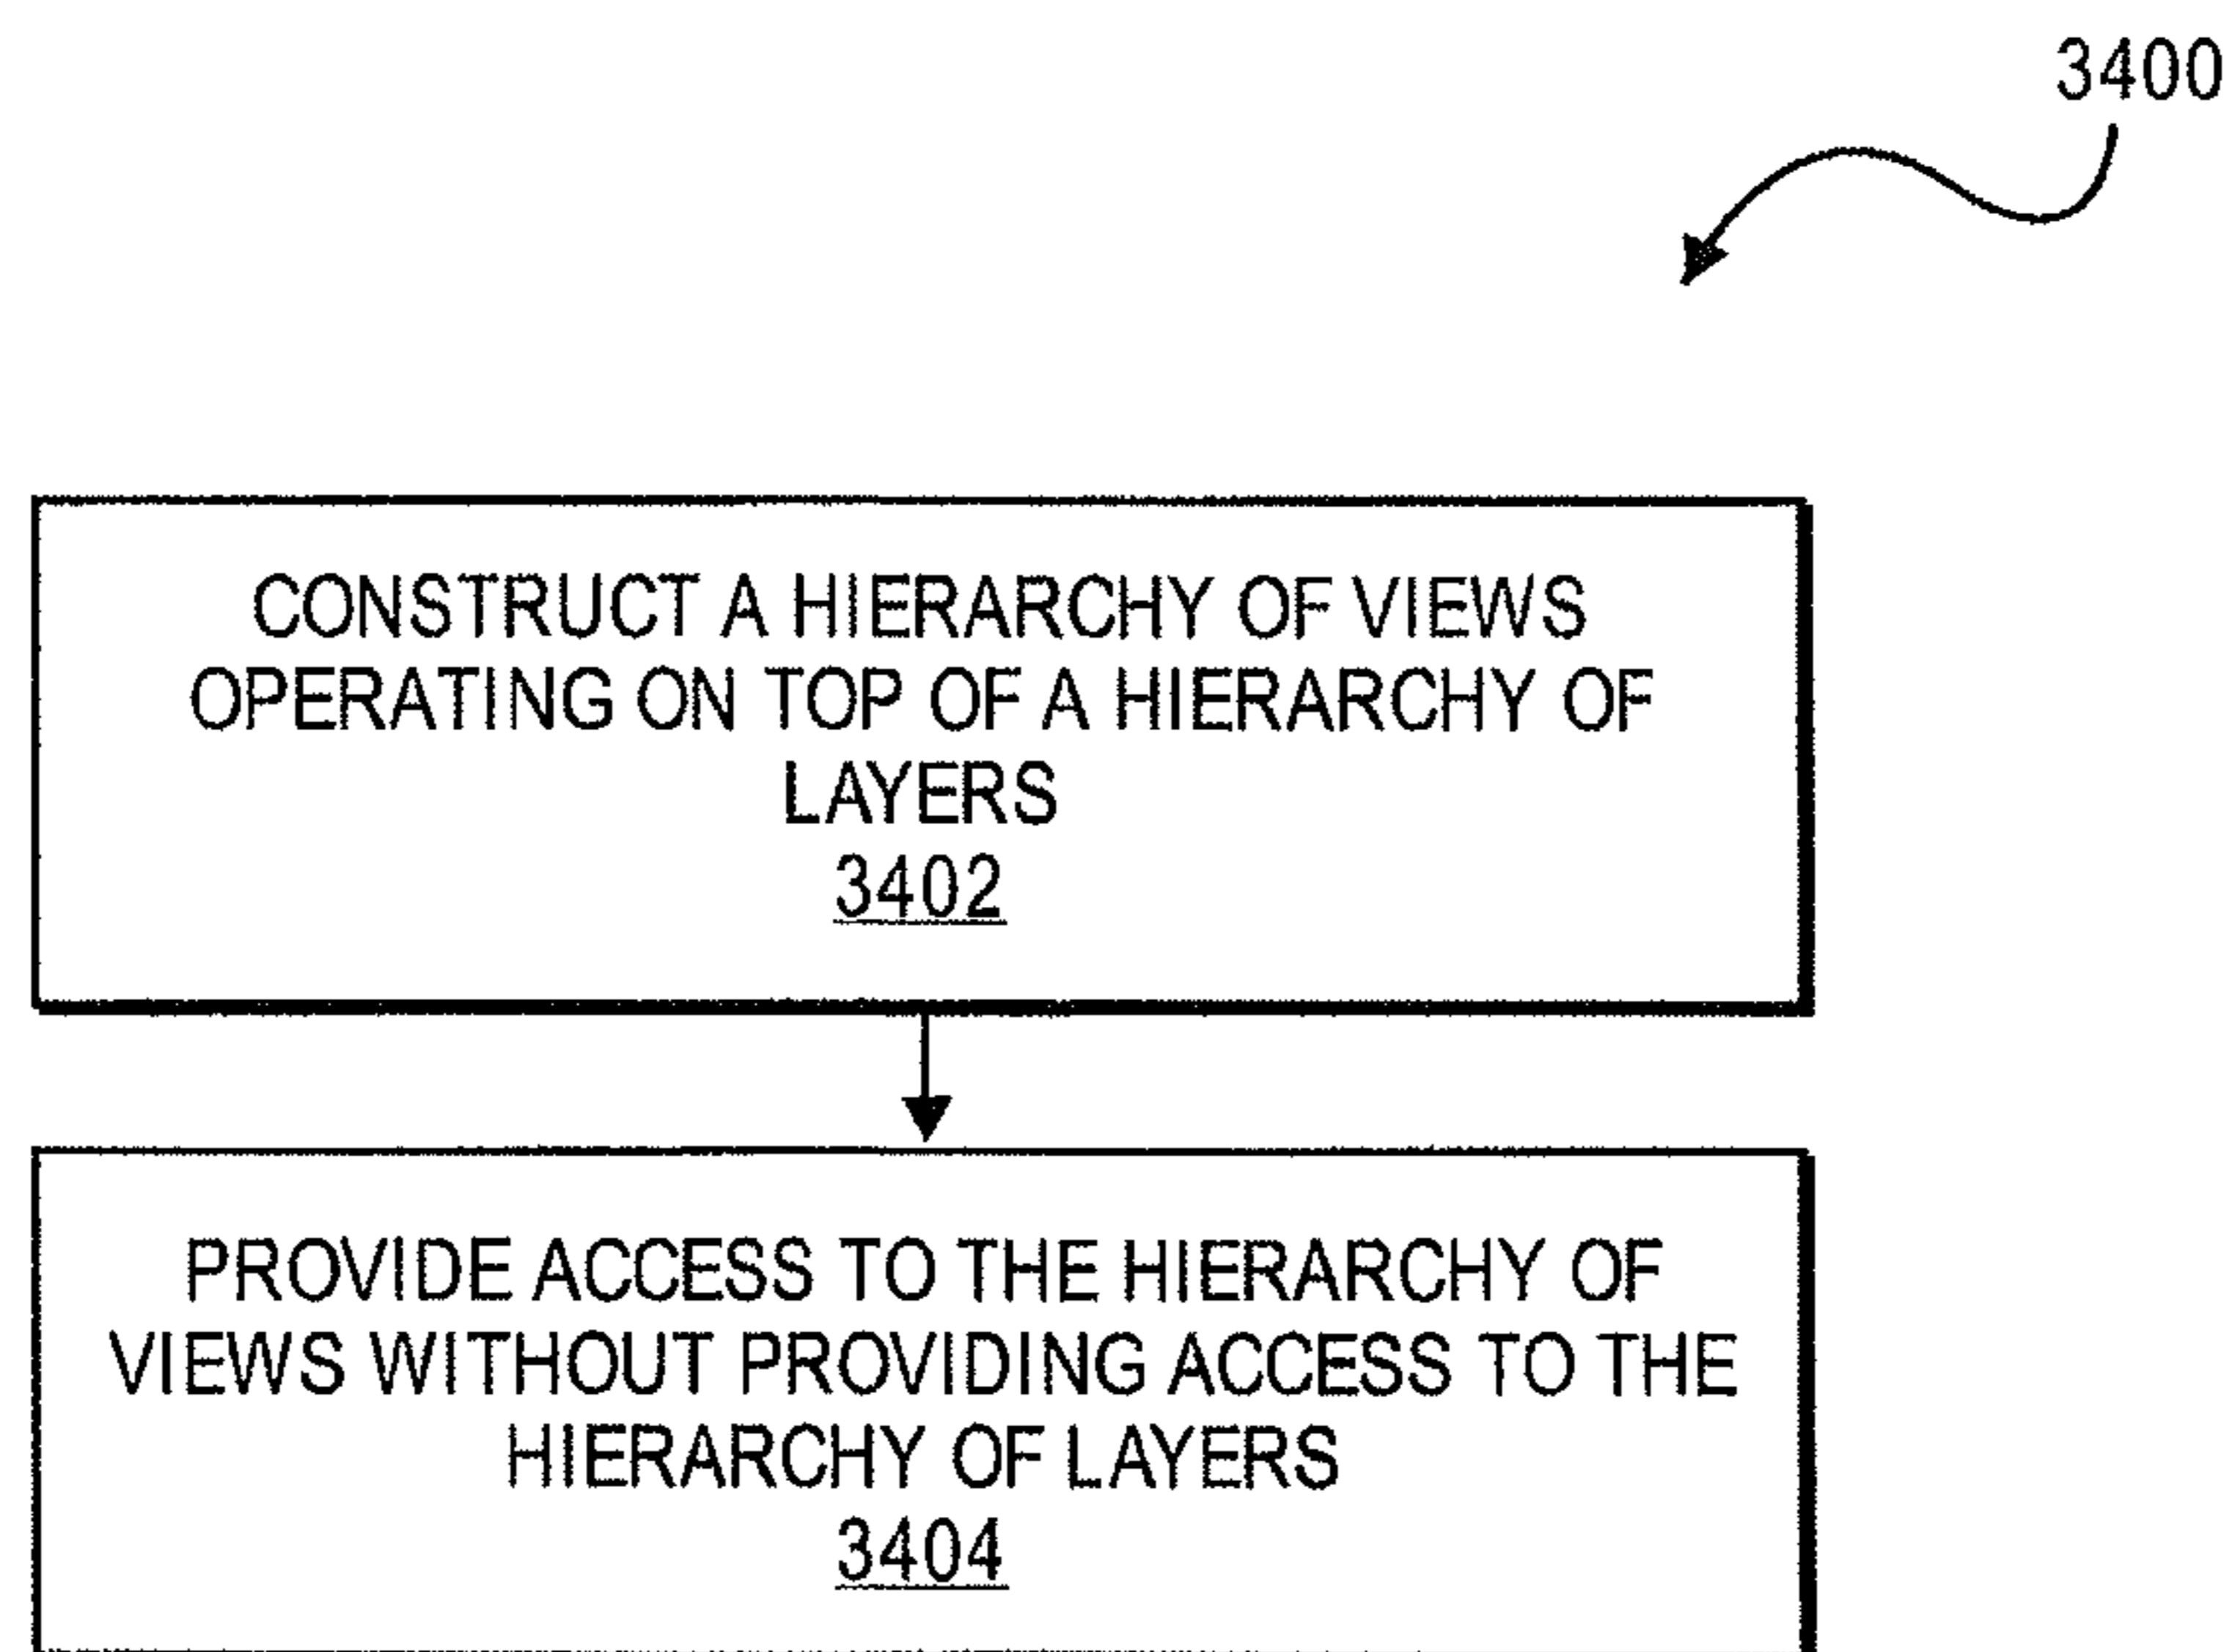 3400
CONSTRUCT A HIERARCHY OF VIEWS
OPERATING ON TOP OF A HIERARCHY OF
LAYERS
3402
PROVIDE ACCESS TO THE HIERARCHY OF
VIEWS WITHOUT PROVIDING ACCESS TO THE
HIERARCHY OF LAYERS
3404